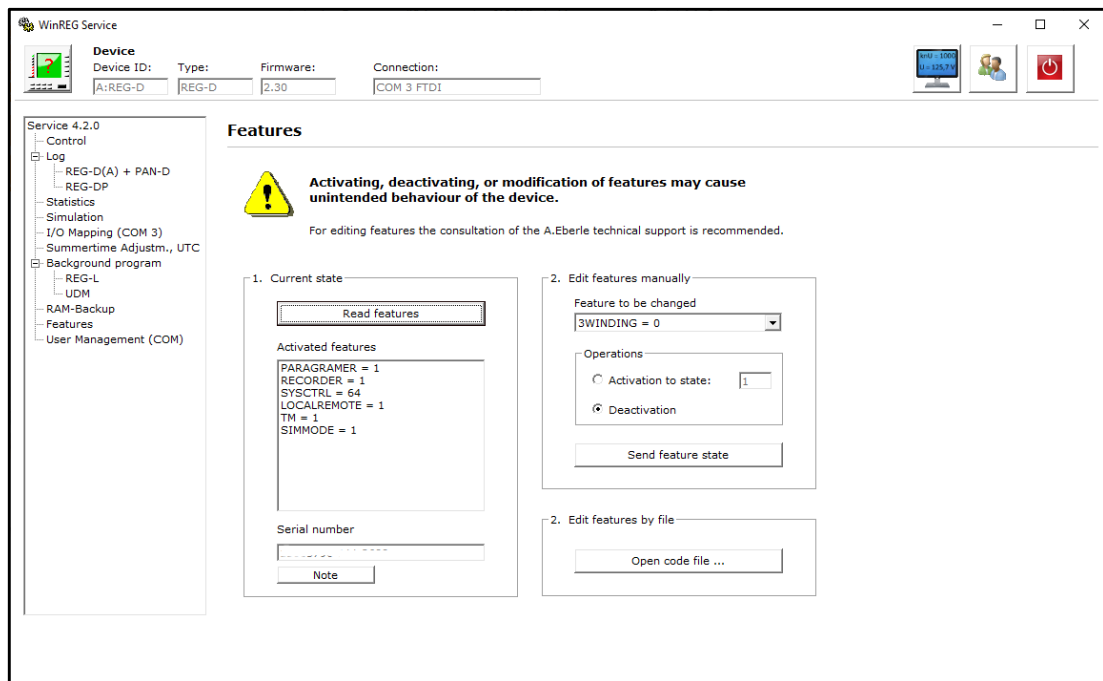 WinREG Service
Device
Device ID:
Type:
Firmware:
Connection:
A:REG-D
REG-D
2.30
COM 3 FTDI
knU = 1000
U = 125,7 V
Service 4.2.0
Control
Log
REG-D(A) + PAN-D
REG-DP
Statistics
Simulation
I/O Mapping (COM 3)
Summertime Adjustm., UTC
Background program
REG-L
UDM
RAM-Backup
Features
User Management (COM)
Features
Activating, deactivating, or modification of features may cause
unintended behaviour of the device.
For editing features the consultation of the A.Eberle technical support is recommended.
1. Current state
Read features
Activated features
PARAGRAMER = 1
RECORDER = 1
SYSCTRL = 64
LOCALREMOTE = 1
TM = 1
SIMMODE = 1
Serial number
Note
2. Edit features manually
Feature to be changed
3WINDING = 0
Operations
Activation to state:
1
Deactivation
Send feature state
2. Edit features by file
Open code file ...